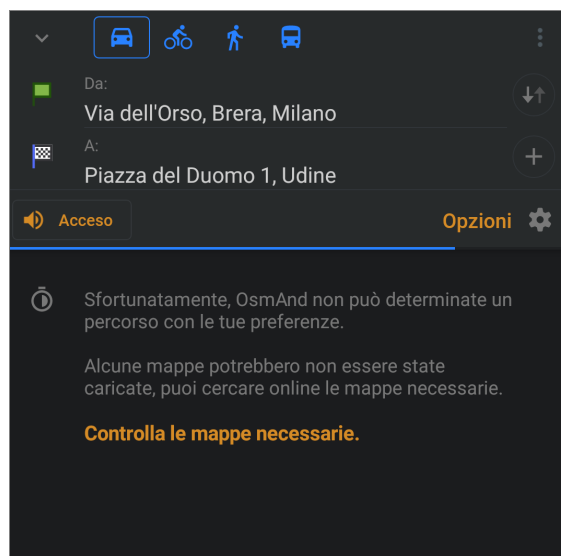 Da:
Via dell'Orso, Brera, Milano
A:
Piazza del Duomo 1, Udine
Acceso
Opzioni
Sfortunatamente, OsmAnd non può determinate un
percorso con le tue preferenze.
Alcune mappe potrebbero non essere state
caricate, puoi cercare online le mappe necessarie.
Controlla le mappe necessarie.